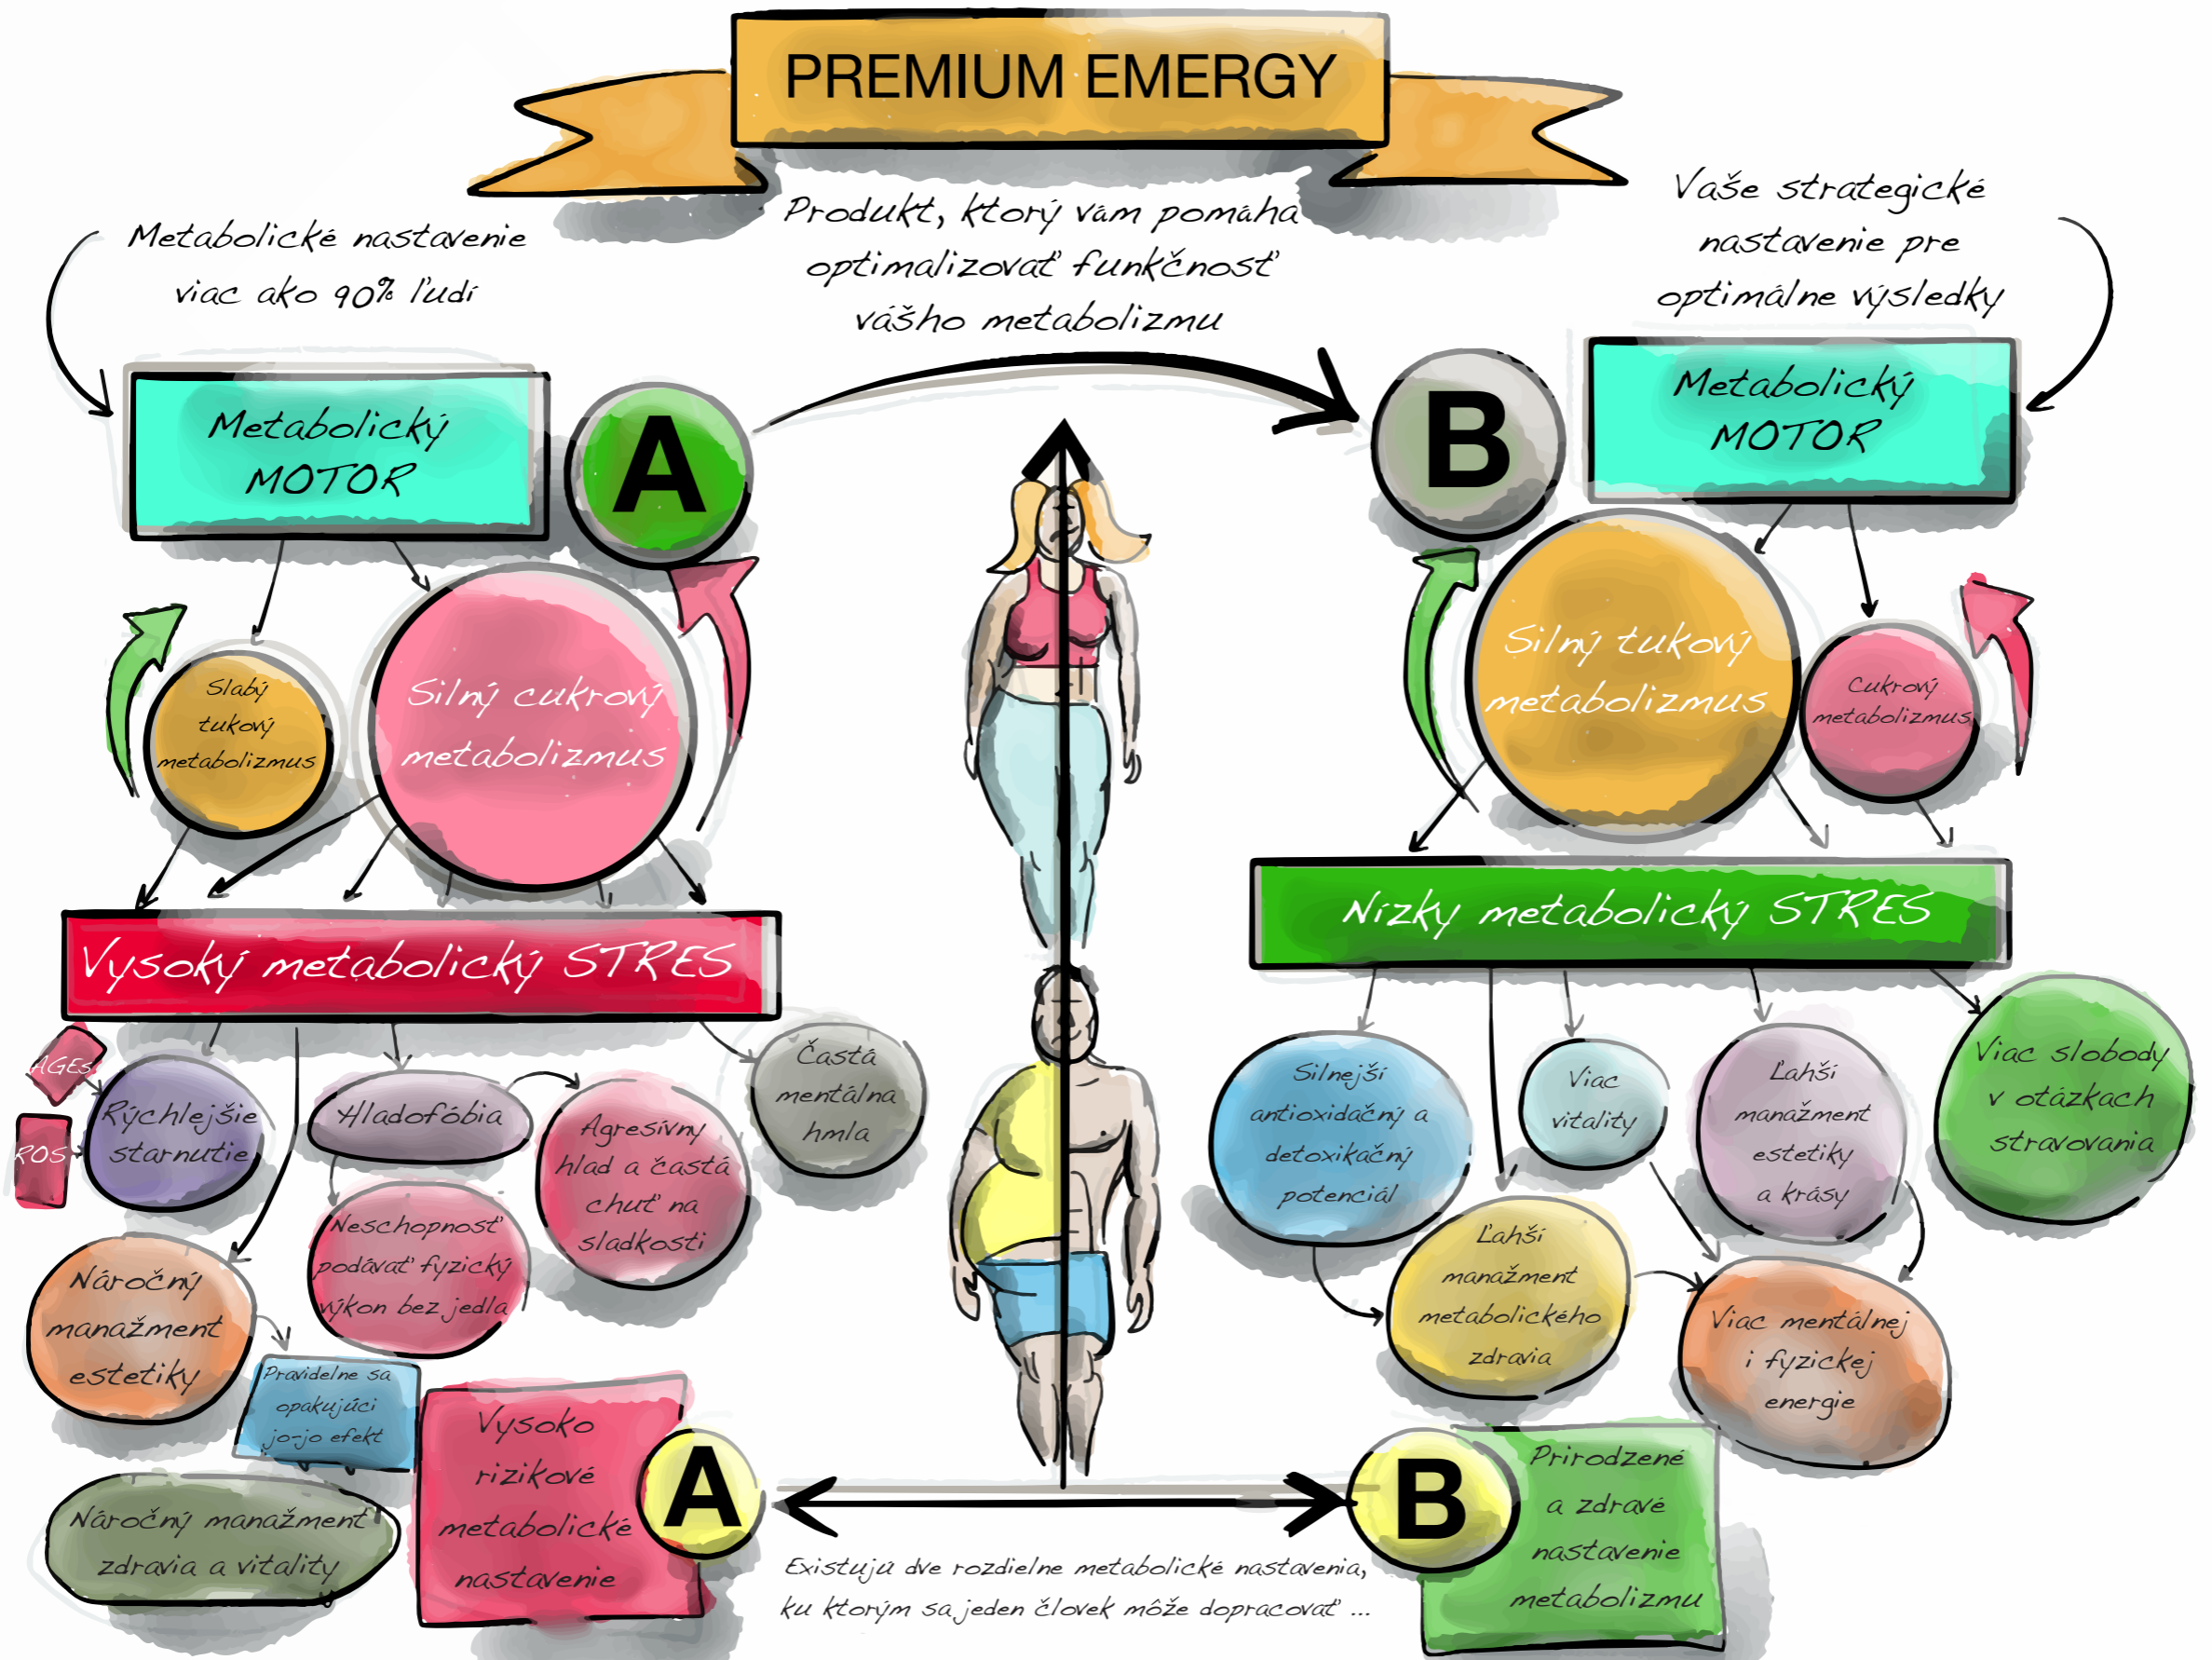 PREMIUM EMERGY
Produkt, ktorý vám pomáha
optimalizovať funkčnosť
vášho metabolizmu
Metabolické nastavenie
viac ako 90% ľudí
Vaše strategické
nastavenie pre
optimálne výsledky
Metabolický
MOTOR
A
B
Metabolický
MOTOR
Slabý
tukový
metabolizmus
Silný cukrový
metabolizmus
Silný tukový
metabolizmus
Cukrový
metabolizmus
Vysoký metabolický STRES
Nízky metabolický STRES
AGEs
ROS
Rýchlejšie
starnutie
Hladofóbia
Agresívny
hlad a častá
chuť na
sladkosti
Častá
mentálna
hmla
Neschopnosť
podávať fyzický
výkon bez jedla
Náročný
manažment
estetiky
Pravidelne sa
opakujúci
jo-jo efekt
Náročný manažment
zdravia a vitality
Vysoko
rizikové
metabolické
nastavenie
A
Silnejší
antioxidačný a
detoxikačný
potenciál
Viac
vitality
Ľahší
manažment
estetiky
a krásy
Viac slobody
v otázkach
stravovania
Ľahší
manažment
metabolického
zdravia
Viac mentálnej
i fyzickej
energie
B
Prirodzené
a zdravé
nastavenie
metabolizmu
Existujú dve rozdielne metabolické nastavenia,
ku ktorým sa jeden človek môže dopracovať ...